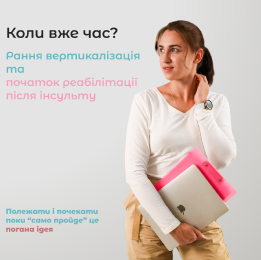 Коли вже час?
Рання вертикалізація
та
початок реабілітації
після інсульту
Полежати і почекати
поки “само пройде” це
погана ідея